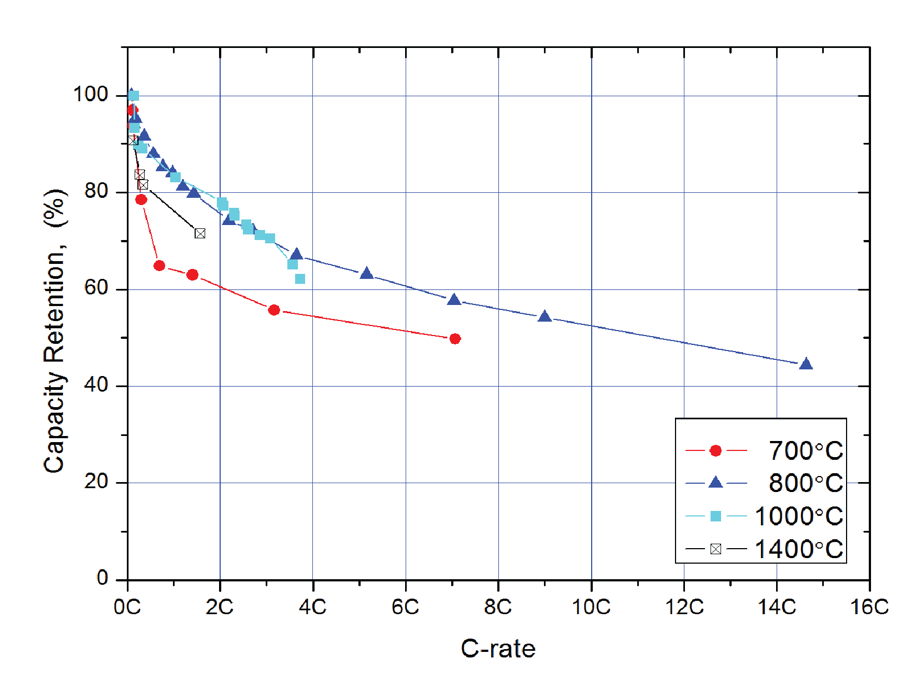 100
80
60
40
20
0
Capacity Retention, (%)
0C 2C 4C 6C 8C 10C 12C 14C 16C
C-rate
700°C
800°C
1000°C
1400°C